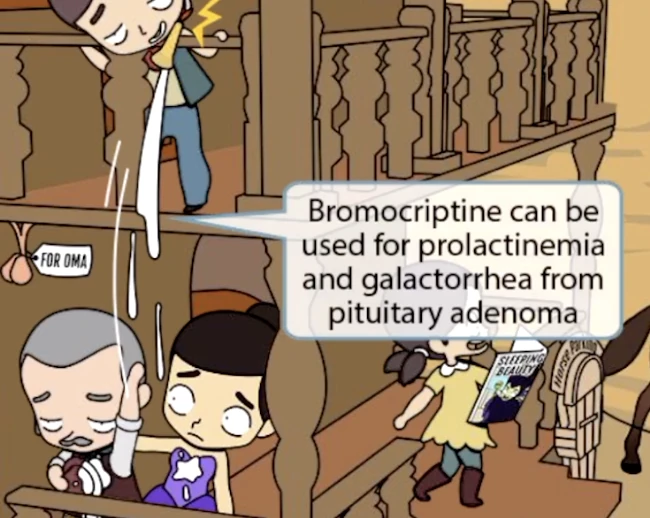 Bromocriptine can be
used for prolactinemia
and galactorrhea from
pituitary adenoma
FOR OMA
SLEEPING
BEAUTY